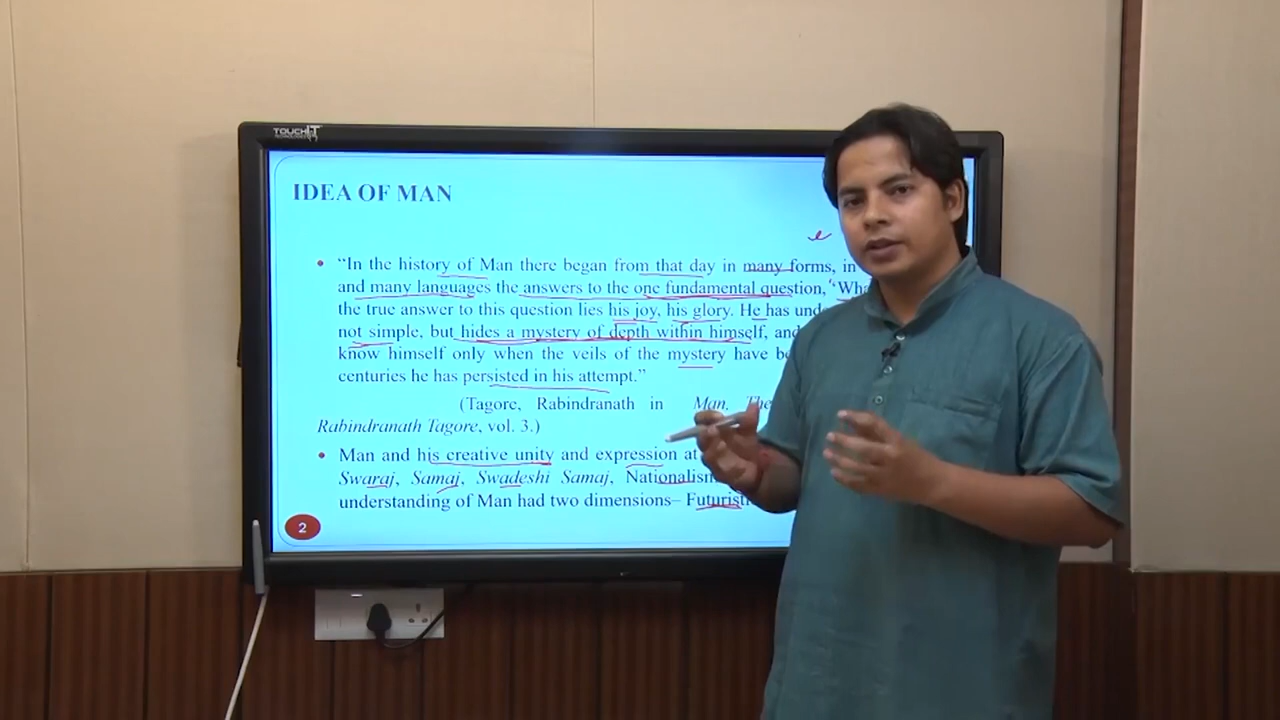 TOUCHIT
TECHNOLOGIES
IDEA OF MAN
e
• “In the history of Man there began from that day in many forms, in
and many languages the answers to the one fundamental question, “
the true answer to this question lies his joy, his glory. He has
not simple, but hides a mystery of depth within himself, and
know himself only when the veils of the mystery have
centuries he has persisted in his attempt.”
(Tagore, Rabindranath in Man,
Rabindranath Tagore, vol. 3.)
• Man and his creative unity and expression at
Swaraj, Samaj, Swadeshi Samaj, Nationalism
understanding of Man had two dimensions–
2